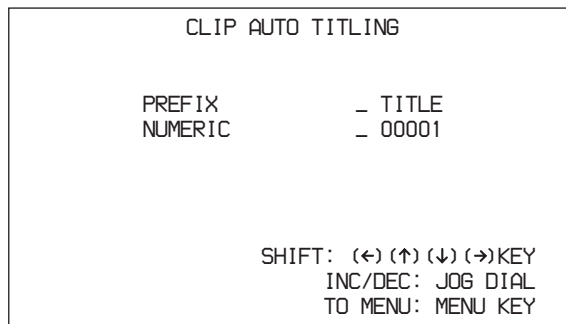 CLIP AUTO TITLING
PREFIX _ TITLE
NUMERIC _ 00001
SHIFT: (←)(↑)(↓)(→)KEY
INC/DEC: JOG DIAL
TO MENU: MENU KEY